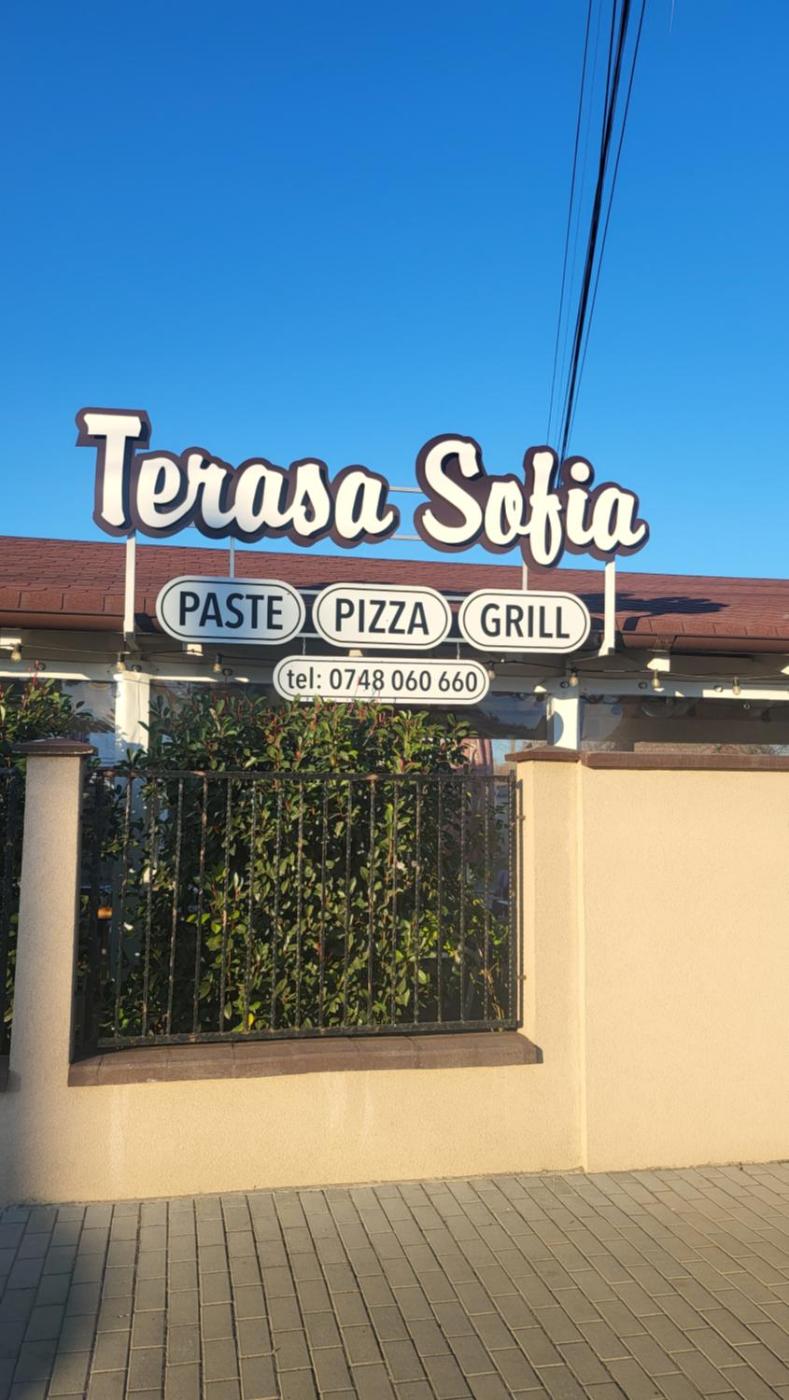 Terasa Sofia
PASTE PIZZA GRILL
tel: 0748 060 660